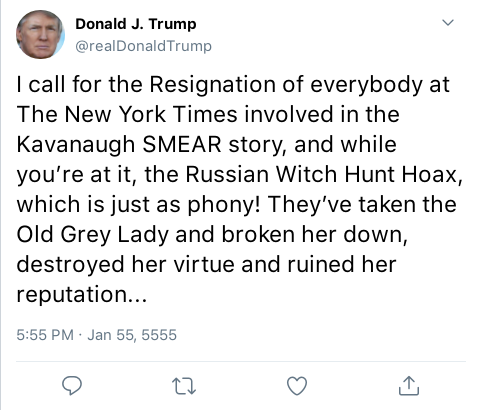 Donald J. Trump
@realDonaldTrump
I call for the Resignation of everybody at
The New York Times involved in the
Kavanaugh SMEAR story, and while
you’re at it, the Russian Witch Hunt Hoax,
which is just as phony! They’ve taken the
Old Grey Lady and broken her down,
destroyed her virtue and ruined her
reputation...
5:55 PM · Jan 55, 5555